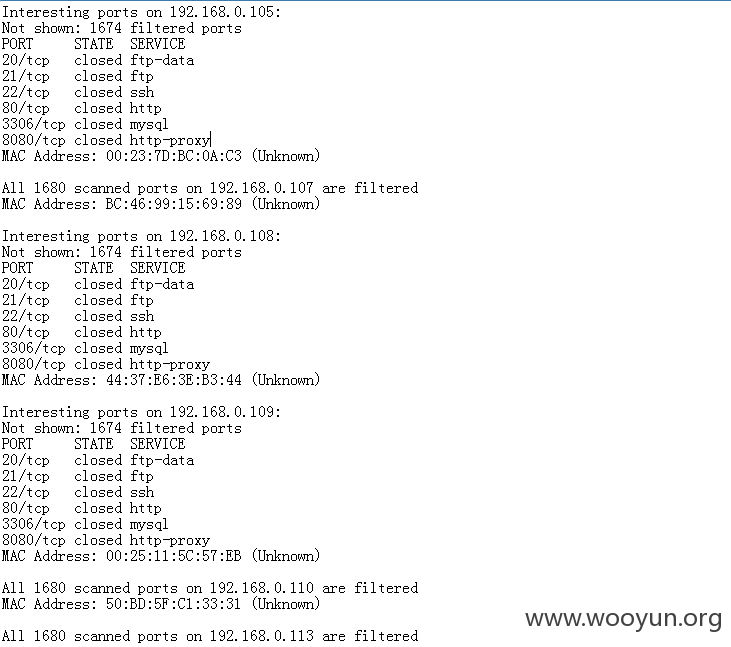 Interesting ports on 192.168.0.105:
Not shown: 1674 filtered ports
PORT     STATE  SERVICE
20/tcp   closed ftp-data
21/tcp   closed ftp
22/tcp   closed ssh
80/tcp   closed http
3306/tcp closed mysql
8080/tcp closed http-proxy
MAC Address: 00:23:7D:BC:0A:C3 (Unknown)
All 1680 scanned ports on 192.168.0.107 are filtered
MAC Address: BC:46:99:15:69:89 (Unknown)
Interesting ports on 192.168.0.108:
Not shown: 1674 filtered ports
PORT     STATE  SERVICE
20/tcp   closed ftp-data
21/tcp   closed ftp
22/tcp   closed ssh
80/tcp   closed http
3306/tcp closed mysql
8080/tcp closed http-proxy
MAC Address: 44:37:E6:3E:B3:44 (Unknown)
Interesting ports on 192.168.0.109:
Not shown: 1674 filtered ports
PORT     STATE  SERVICE
20/tcp   closed ftp-data
21/tcp   closed ftp
22/tcp   closed ssh
80/tcp   closed http
3306/tcp closed mysql
8080/tcp closed http-proxy
MAC Address: 00:25:11:5C:57:EB (Unknown)
All 1680 scanned ports on 192.168.0.110 are filtered
MAC Address: 50:BD:5F:C1:33:31 (Unknown)
All 1680 scanned ports on 192.168.0.113 are filtered
www.wooyun.org